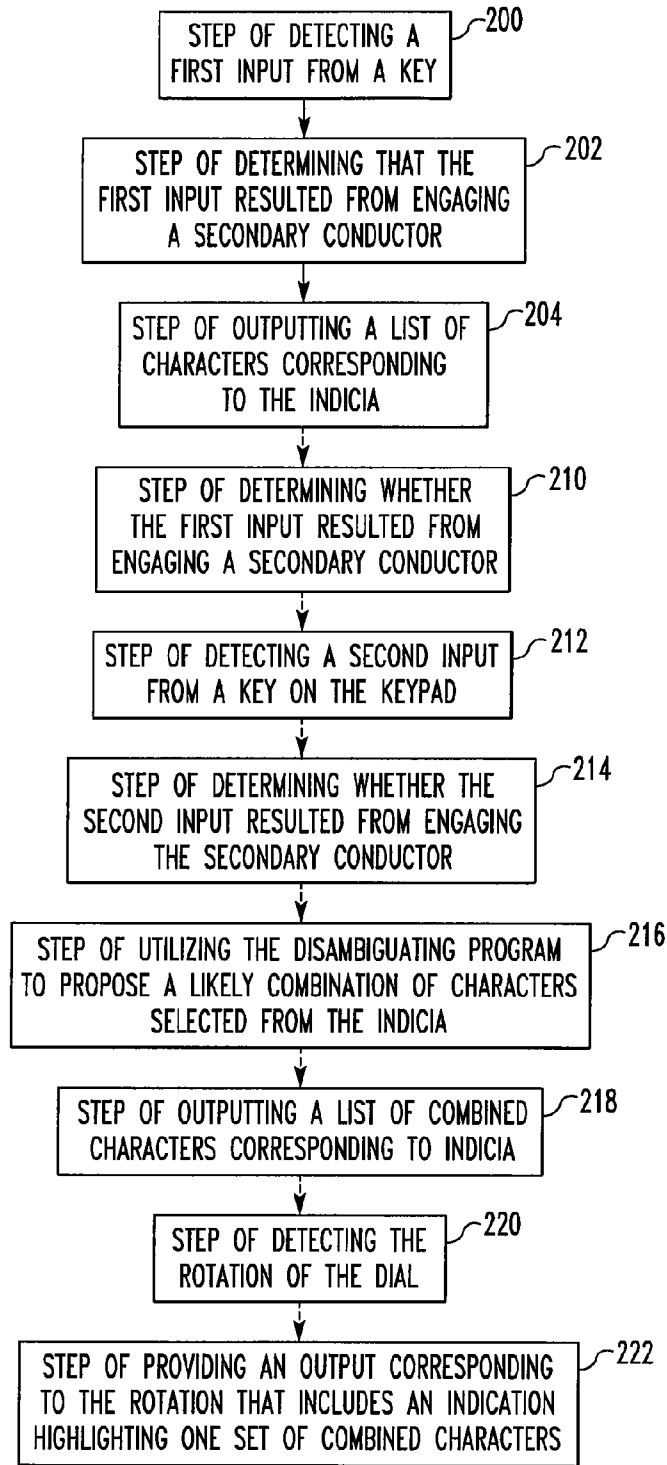 200
STEP OF DETECTING A
FIRST INPUT FROM A KEY
202
STEP OF DETERMINING THAT THE
FIRST INPUT RESULTED FROM ENGAGING
A SECONDARY CONDUCTOR
204
STEP OF OUTPUTTING A LIST OF
CHARACTERS CORRESPONDING
TO THE INDICIA
210
STEP OF DETERMINING WHETHER
THE FIRST INPUT RESULTED FROM
ENGAGING A SECONDARY CONDUCTOR
212
STEP OF DETECTING A SECOND INPUT
FROM A KEY ON THE KEYPAD
214
STEP OF DETERMINING WHETHER THE
SECOND INPUT RESULTED FROM ENGAGING
THE SECONDARY CONDUCTOR
216
STEP OF UTILIZING THE DISAMBIGUATING PROGRAM
TO PROPOSE A LIKELY COMBINATION OF CHARACTERS
SELECTED FROM THE INDICIA
218
STEP OF OUTPUTTING A LIST OF COMBINED
CHARACTERS CORRESPONDING TO INDICIA
220
STEP OF DETECTING THE
ROTATION OF THE DIAL
222
STEP OF PROVIDING AN OUTPUT CORRESPONDING
TO THE ROTATION THAT INCLUDES AN INDICATION
HIGHLIGHTING ONE SET OF COMBINED CHARACTERS